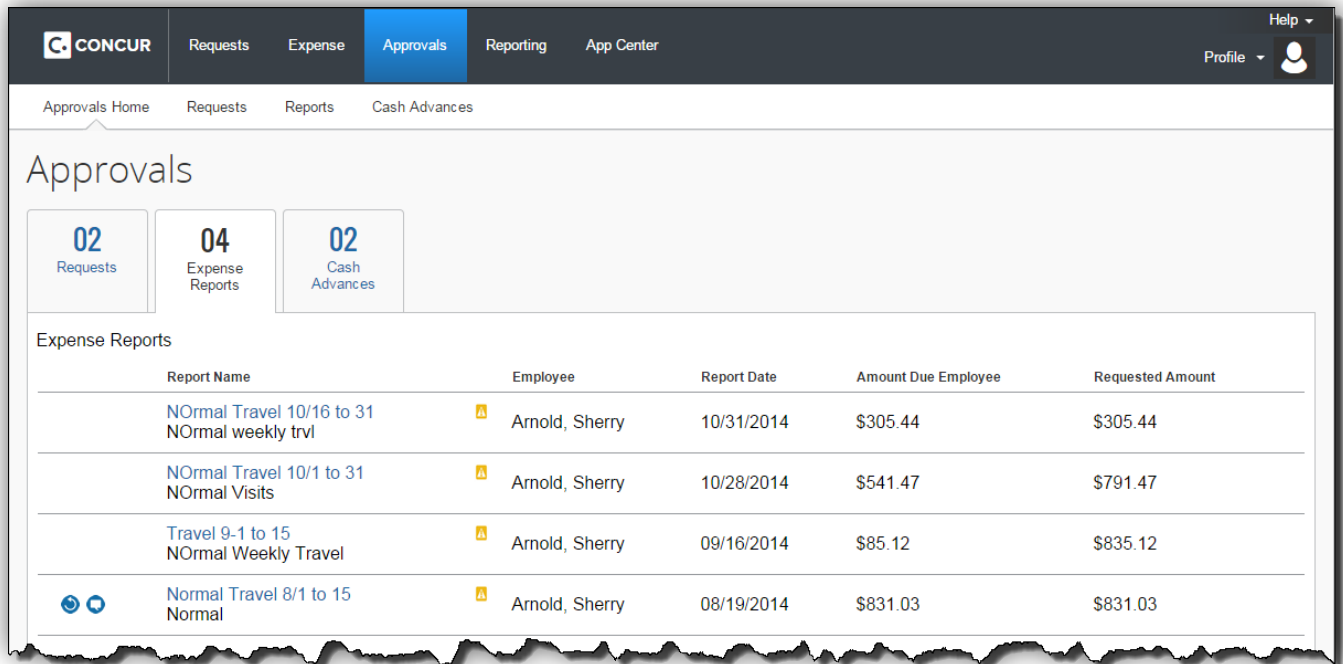 Help
C. CONCUR Requests Expense Approvals Reporting App Center
Profile
Approvals Home Requests Reports Cash Advances
Approvals
02 04 02
Requests Expense Cash
Reports Advances
Expense Reports
Report Name Employee Report Date Amount Due Employee Requested Amount
NOrmal Travel 10/16 to 31 Arnold, Sherry 10/31/2014 $305.44 $305.44
NOrmal weekly trvl
NOrmal Travel 10/1 to 31 Arnold, Sherry 10/28/2014 $541.47 $791.47
NOrmal Visits
Travel 9-1 to 15 Arnold, Sherry 09/16/2014 $85.12 $835.12
NOrmal Weekly Travel
Normal Travel 8/1 to 15 Arnold, Sherry 08/19/2014 $831.03 $831.03
Normal